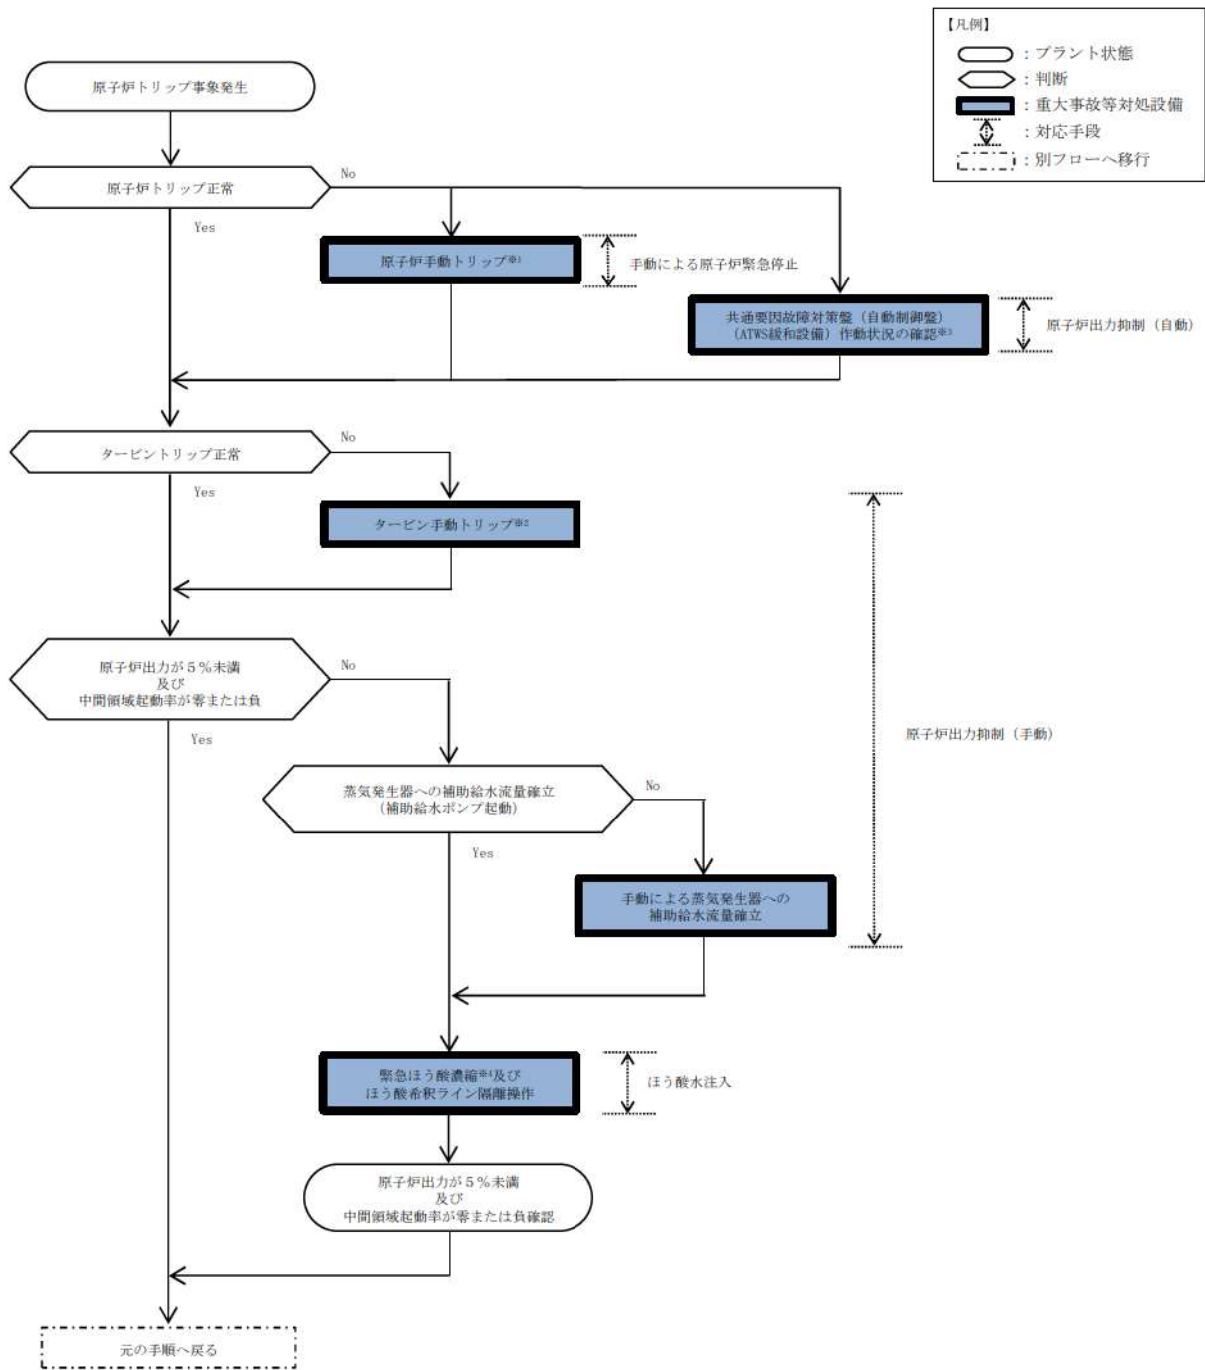 【凡例】
：プラント状態
：判断
：重大事故等対処設備
：対応手段
：別フローへ移行
原子炉トリップ事象発生
原子炉トリップ正常
No
Yes
原子炉手動トリップ※1
手動による原子炉緊急停止
共通要因故障対策盤（自動制御盤）
（ATWS緩和設備）作動状況の確認※3
原子炉出力抑制（自動）
タービントリップ正常
No
Yes
タービン手動トリップ※2
原子炉出力が５％未満
及び
中間領域起動率が零または負
No
Yes
原子炉出力抑制（手動）
蒸気発生器への補助給水流量確立
（補助給水ポンプ起動）
No
Yes
手動による蒸気発生器への
補助給水流量確立
緊急ほう酸濃縮※4及び
ほう酸希釈ライン隔離操作
ほう酸水注入
原子炉出力が５％未満
及び
中間領域起動率が零または負確認
元の手順へ戻る